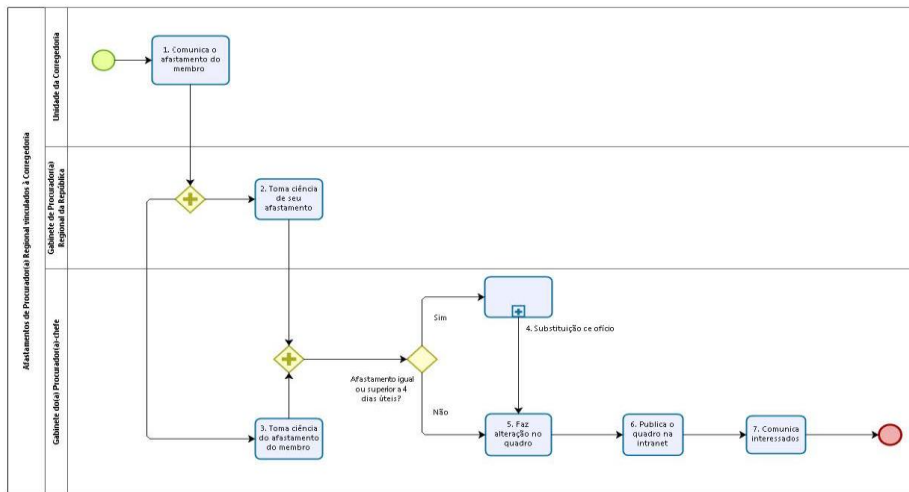 Afastamentos de Procurador(a) Regional vinculados à Corregedoria
Unidade da Corregedoria
1. Comunica o
afastamento do
membro
Gabinete de Procurador(a)
Regional da República
2. Toma ciência
de seu
afastamento
Gabinete do(a) Procurador(a)-chefe
Sim
4. Substituição ce ofício
Afastamento igual
ou superior a 4
dias úteis?
Não
3. Toma ciência
do afastamento
do membro
5. Faz
alteração no
quadro
6. Publica o
quadro na
intranet
7. Comunica
interessados